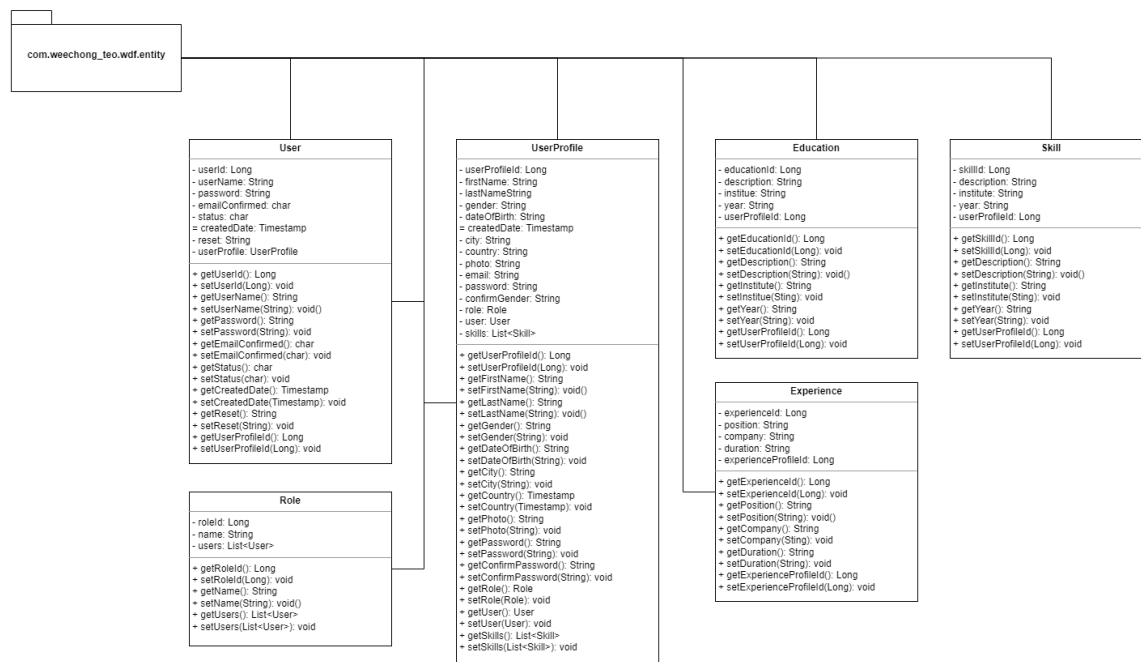 com.weechong_teo.wdf.entity
User
- userId: Long
- userName: String
- password: String
- emailConfirmed: char
- status: char
= createdDate: Timestamp
- reset: String
- userProfile: UserProfile
+ getUserId(): Long
+ setUserId(Long): void
+ getUserName(): String
+ setUserName(String): void()
+ getPassword(): String
+ setPassword(String): void
+ getEmailConfirmed(): char
+ setEmailConfirmed(char): void
+ getStatus(): char
+ setStatus(char): void
+ getCreatedDate(): Timestamp
+ setCreatedDate(Timestamp): void
+ getReset(): String
+ setReset(String): void
+ getUserProfileId(): Long
+ setUserProfileId(Long): void
Role
- roleId: Long
- name: String
- users: List<User>
+ getRoleId(): Long
+ setRoleId(Long): void
+ getName(): String
+ setName(String): void()
+ getUsers(): List<User>
+ setUsers(List<User>): void
UserProfile
- userProfileId: Long
- firstName: String
- lastNameString
- gender: String
- dateOfBirth: String
= createdDate: Timestamp
- city: String
- country: String
- photo: String
- email: String
- password: String
- confirmGender: String
- role: Role
- user: User
- skills: List<Skill>
+ getUserProfileId(): Long
+ setUserProfileId(Long): void
+ getFirstName(): String
+ setFirstName(String): void()
+ getLastName(): String
+ setLastName(String): void()
+ getGender(): String
+ setGender(String): void
+ getDateOfBirth(): String
+ setDateOfBirth(String): void
+ getCity(): String
+ setCity(String): void
+ getCountry(): Timestamp
+ setCountry(Timestamp): void
+ getPhoto(): String
+ setPhoto(String): void
+ getPassword(): String
+ setPassword(String): void
+ getConfirmPassword(): String
+ setConfirmPassword(String): void
+ getRole(): Role
+ setRole(Role): void
+ getUser(): User
+ setUser(User): void
+ getSkills(): List<Skill>
+ setSkills(List<Skill>): void
Education
- educationId: Long
- description: String
- institue: String
- year: String
- userProfileId: Long
+ getEducationId(): Long
+ setEducationId(Long): void
+ getDescription(): String
+ setDescription(String): void()
+ getInstitute(): String
+ setInstitue(Sting): void
+ getYear(): String
+ setYear(String): void
+ getUserProfileId(): Long
+ setUserProfileId(Long): void
Experience
- experienceId: Long
- position: String
- company: String
- duration: String
- experienceProfileId: Long
+ getExperienceId(): Long
+ setExperienceId(Long): void
+ getPosition(): String
+ setPosition(String): void()
+ getCompany(): String
+ setCompany(Sting): void
+ getDuration(): String
+ setDuration(String): void
+ getExperienceProfileId(): Long
+ setExperienceProfileId(Long): void
Skill
- skillId: Long
- description: String
- institute: String
- year: String
- userProfileId: Long
+ getSkillId(): Long
+ setSkillId(Long): void
+ getDescription(): String
+ setDescription(String): void()
+ getInstitute(): String
+ setInstitute(Sting): void
+ getYear(): String
+ setYear(String): void
+ getUserProfileId(): Long
+ setUserProfileId(Long): void